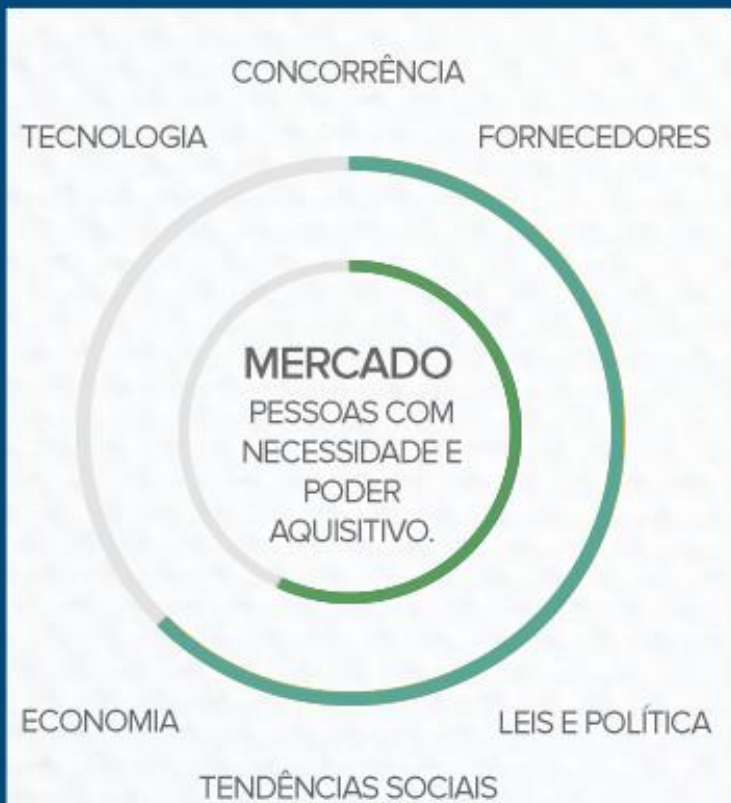 CONCORRÊNCIA
TECNOLOGIA
FORNECEDORES
MERCADO
PESSOAS COM
NECESSIDADE E
PODER
AQUISITIVO.
ECONOMIA
LEIS E POLÍTICA
TENDÊNCIAS SOCIAIS